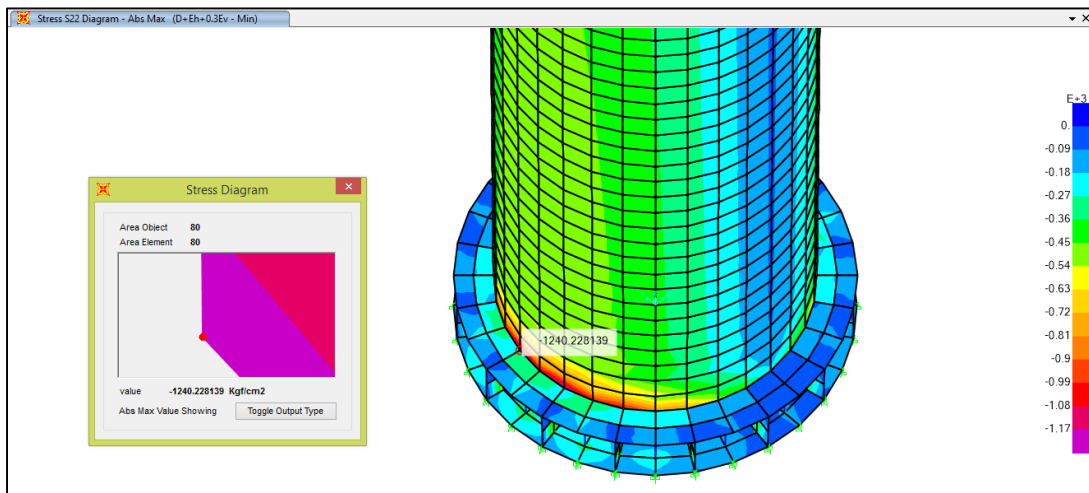 Stress S22 Diagram - Abs Max (D+Eh+0.3Ev - Min)
Stress Diagram
Area Object 80
Area Element 80
value -1240.228139 Kgf/cm2
Abs Max Value Showing Toggle Output Type
-1240.228139
E+3
0.
-0.09
-0.18
-0.27
-0.36
-0.45
-0.54
-0.63
-0.72
-0.81
-0.9
-0.99
-1.08
-1.17